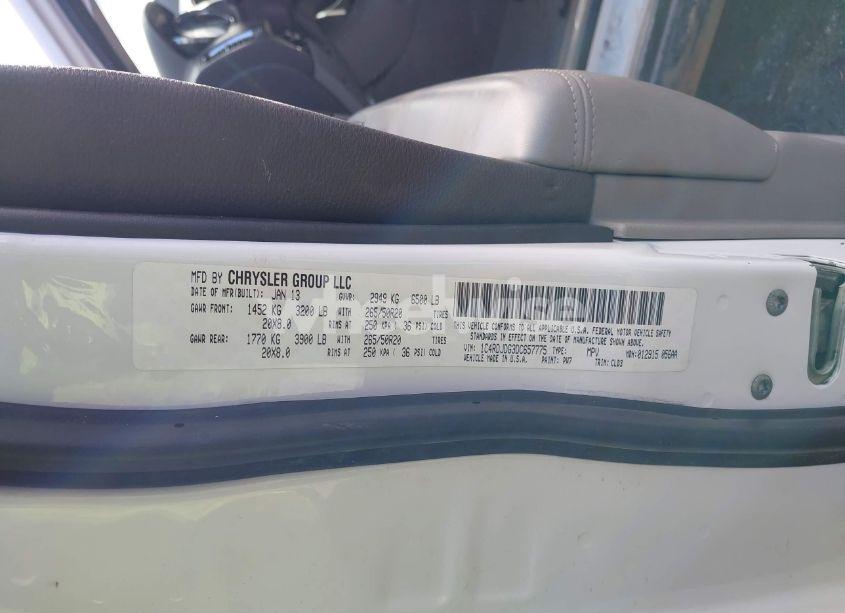 MFD BY CHRYSLER GROUP LLC
DATE OF MFR(BUILT): JAN 13 GVWR: 2949 KG 6500 LB
GAWR FRONT: 1452 KG 3200 LB WITH 265/50R20 TIRES
20X8.0 RIMS AT 250 KPA ( 36 PSI) COLD
GAWR REAR: 1770 KG 3900 LB WITH 265/50R20 TIRES
20X8.0 RIMS AT 250 KPA ( 36 PSI) COLD
THIS VEHICLE CONFORMS TO ALL APPLICABLE U.S.A. FEDERAL MOTOR VEHICLE SAFETY
STANDARDS IN EFFECT ON THE DATE OF MANUFACTURE SHOWN ABOVE.
VIN: 1C4RDJDG3DC657775 TYPE: MPV MDH:012915 056AA
VEHICLE MADE IN U.S.A. PAINT: PW7 TRIM: CLD3